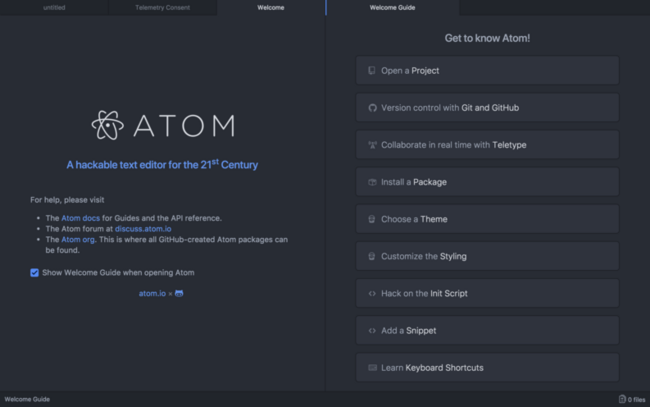 untitled
Telemetry Consent
Welcome
Welcome Guide
ATOM
A hackable text editor for the 21st Century
For help, please visit
• The Atom docs for Guides and the API reference.
• The Atom forum at discuss.atom.io
• The Atom org. This is where all GitHub-created Atom packages can
be found.
Show Welcome Guide when opening Atom
atom.io ×
Get to know Atom!
Open a Project
Version control with Git and GitHub
Collaborate in real time with Teletype
Install a Package
Choose a Theme
Customize the Styling
Hack on the Init Script
Add a Snippet
Learn Keyboard Shortcuts
Welcome Guide
0 files